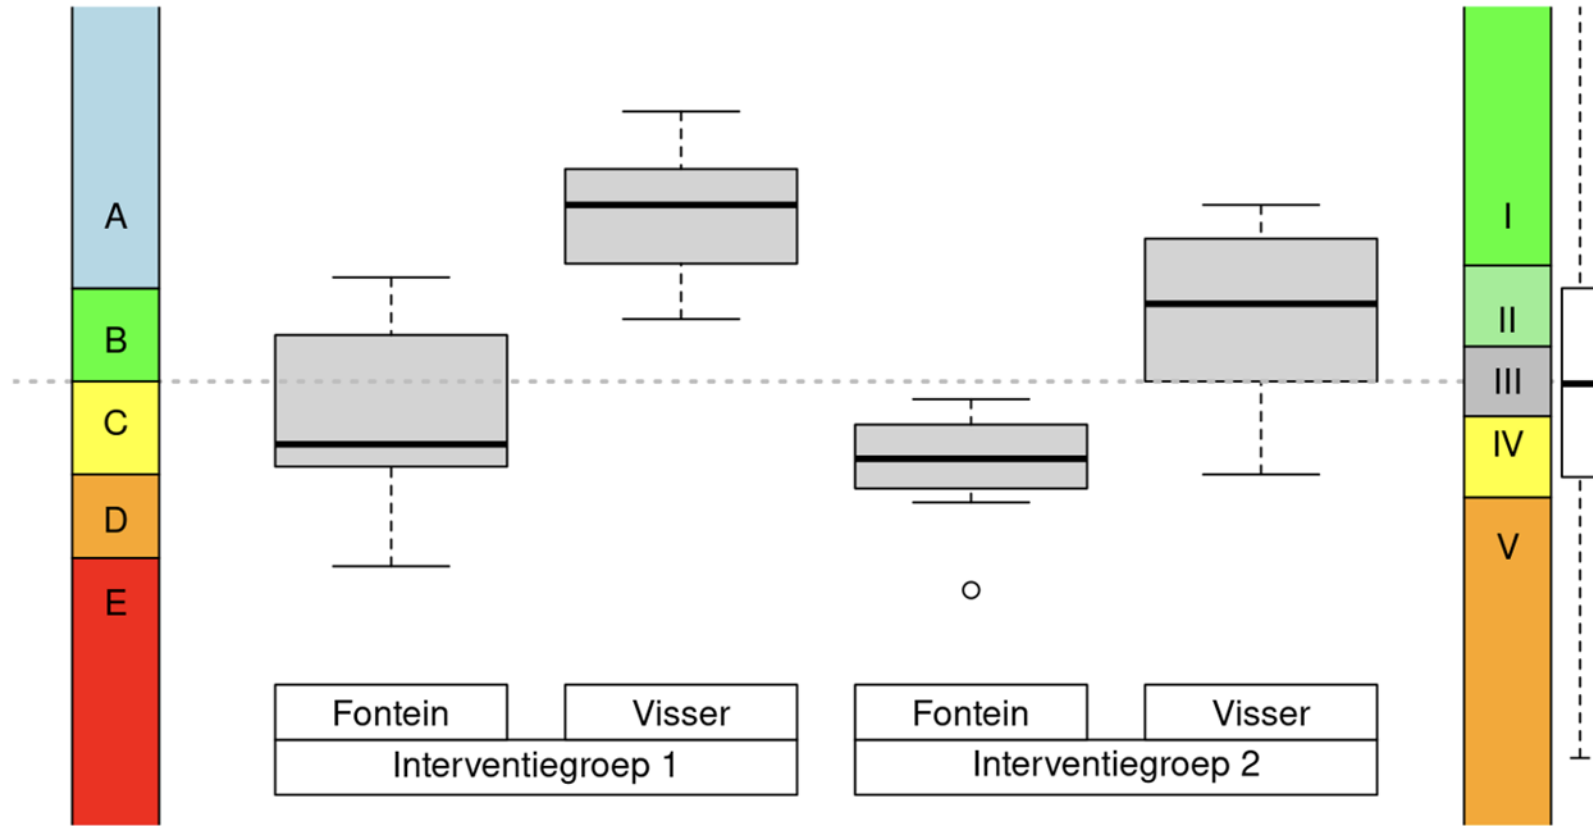 A
B
C
D
E
I
II
III
IV
V
Fontein
Visser
Fontein
Visser
Interventiegroep 1
Interventiegroep 2